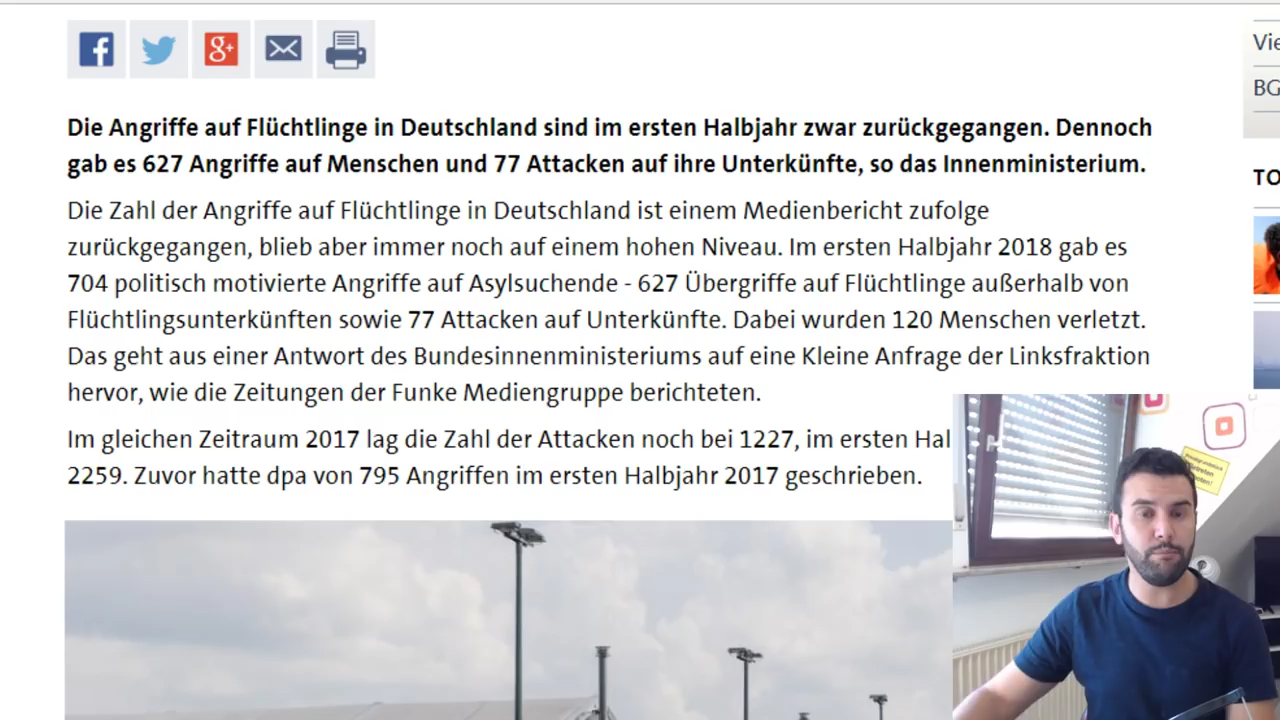 Die Angriffe auf Flüchtlinge in Deutschland sind im ersten Halbjahr zwar zurückgegangen. Dennoch
gab es 627 Angriffe auf Menschen und 77 Attacken auf ihre Unterkünfte, so das Innenministerium.
Die Zahl der Angriffe auf Flüchtlinge in Deutschland ist einem Medienbericht zufolge
zurückgegangen, blieb aber immer noch auf einem hohen Niveau. Im ersten Halbjahr 2018 gab es
704 politisch motivierte Angriffe auf Asylsuchende - 627 Übergriffe auf Flüchtlinge außerhalb von
Flüchtlingsunterkünften sowie 77 Attacken auf Unterkünfte. Dabei wurden 120 Menschen verletzt.
Das geht aus einer Antwort des Bundesinnenministeriums auf eine Kleine Anfrage der Linksfraktion
hervor, wie die Zeitungen der Funke Mediengruppe berichteten.
Im gleichen Zeitraum 2017 lag die Zahl der Attacken noch bei 1227, im ersten Hal
2259. Zuvor hatte dpa von 795 Angriffen im ersten Halbjahr 2017 geschrieben.
Vie
BG
TO